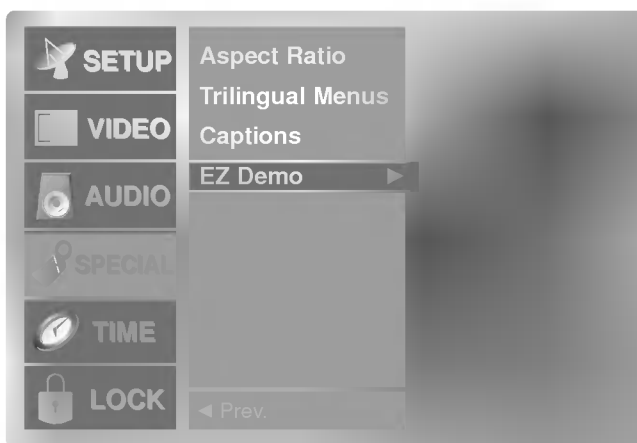 SETUP
VIDEO
AUDIO
SPECIAL
TIME
LOCK
Aspect Ratio
Trilingual Menus
Captions
EZ Demo ▶
◀ Prev.